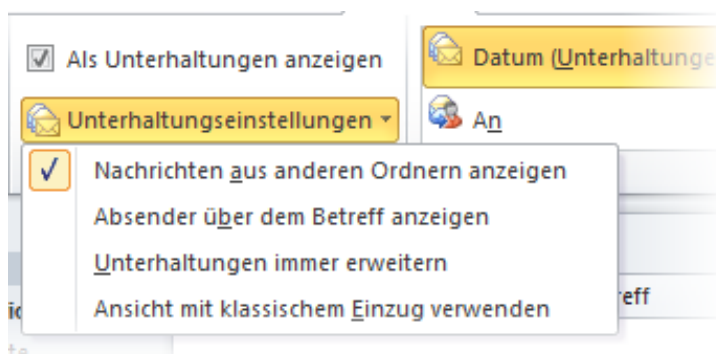 Als Unterhaltungen anzeigen
Datum (Unterhaltunge
Unterhaltungseinstellungen
An
Nachrichten aus anderen Ordnern anzeigen
Absender über dem Betreff anzeigen
Unterhaltungen immer erweitern
Ansicht mit klassischem Einzug verwenden
reff